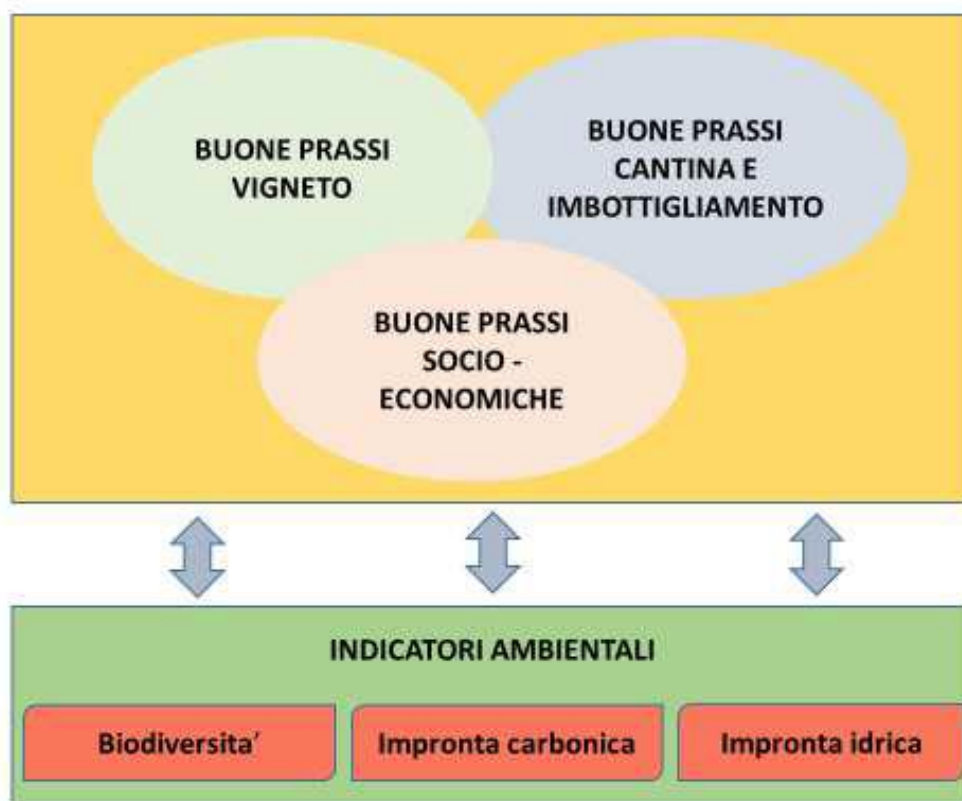 BUONE PRASSI
VIGNETO
BUONE PRASSI
CANTINA E
IMBOTTIGLIAMENTO
BUONE PRASSI
SOCIO -
ECONOMICHE
INDICATORI AMBIENTALI
Biodiversita’
Impronta carbonica
Impronta idrica